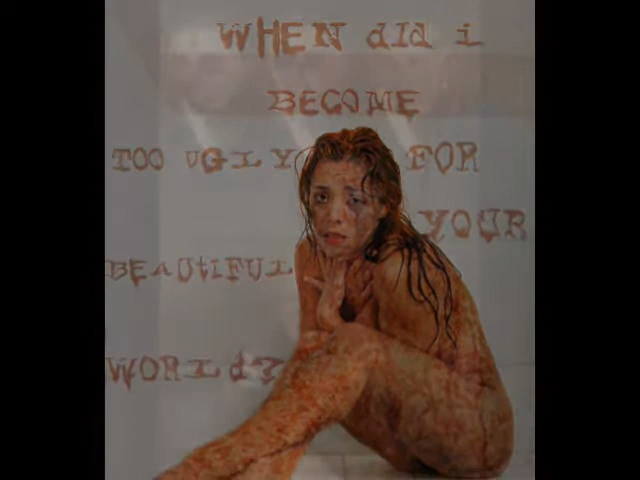 WHEN dId i
BECOME
TOO UGLY FOR
YOUR
BEAUtIFUL
WORLd?